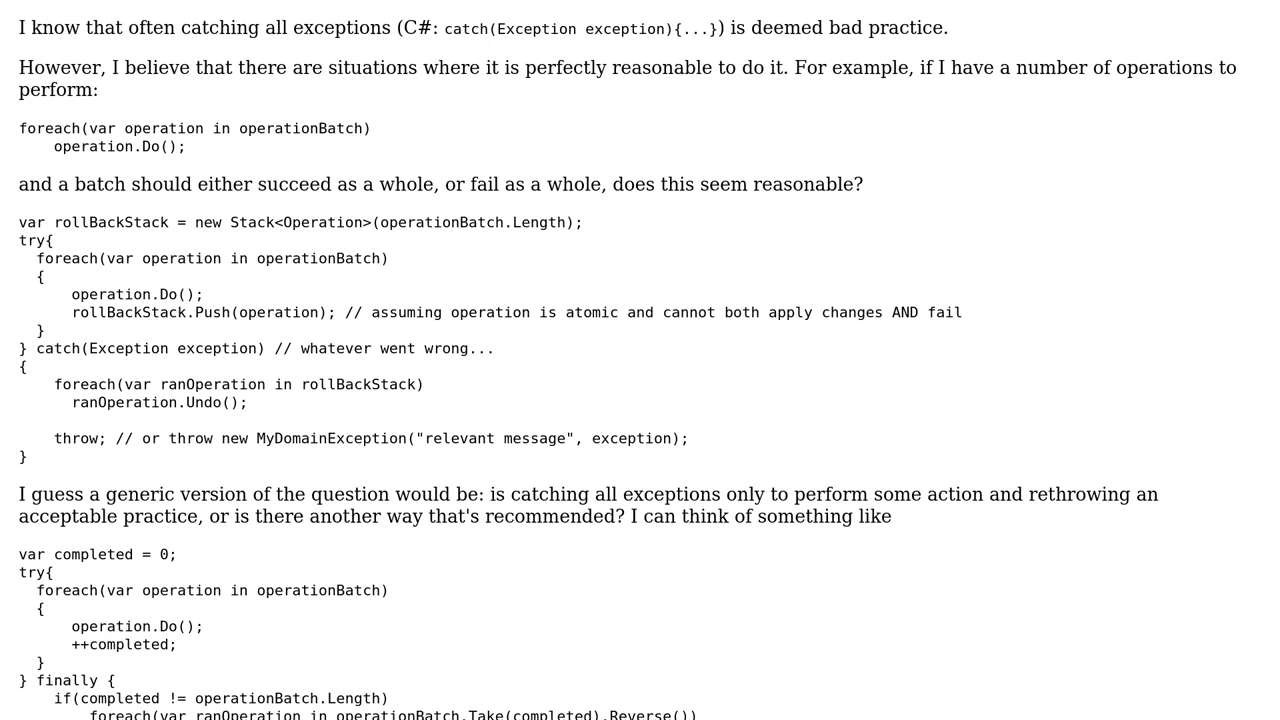 I know that often catching all exceptions (C#: catch(Exception exception){...}) is deemed bad practice.
However, I believe that there are situations where it is perfectly reasonable to do it. For example, if I have a number of operations to
perform:
foreach(var operation in operationBatch)
    operation.Do();
and a batch should either succeed as a whole, or fail as a whole, does this seem reasonable?
var rollBackStack = new Stack<Operation>(operationBatch.Length);
try{
  foreach(var operation in operationBatch)
  {
      operation.Do();
      rollBackStack.Push(operation); // assuming operation is atomic and cannot both apply changes AND fail
  }
} catch(Exception exception) // whatever went wrong...
{
    foreach(var ranOperation in rollBackStack)
      ranOperation.Undo();
    throw; // or throw new MyDomainException("relevant message", exception);
}
I guess a generic version of the question would be: is catching all exceptions only to perform some action and rethrowing an
acceptable practice, or is there another way that's recommended? I can think of something like
var completed = 0;
try{
  foreach(var operation in operationBatch)
  {
      operation.Do();
      ++completed;
  }
} finally {
    if(completed != operationBatch.Length)
        foreach(var ranOperation in operationBatch.Take(completed).Reverse())